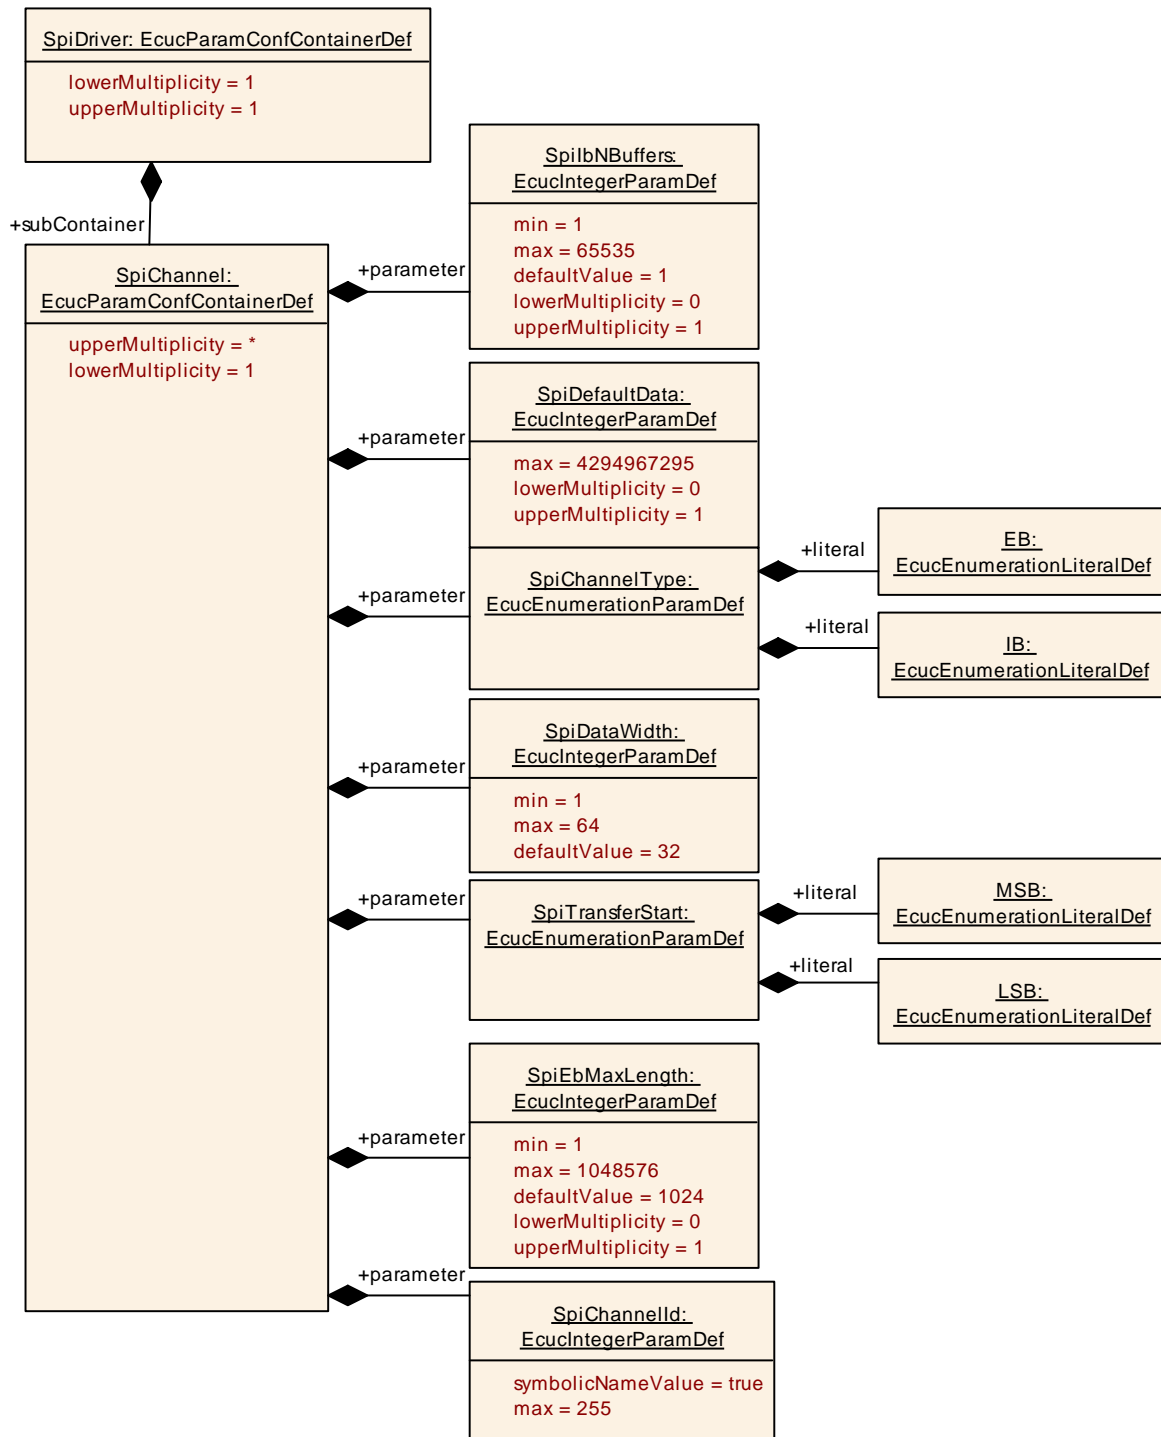 SpiDriver: EcucParamConfContainerDef
lowerMultiplicity = 1
upperMultiplicity = 1
+subContainer
SpiChannel:
EcucParamConfContainerDef
upperMultiplicity = *
lowerMultiplicity = 1
+parameter
SpiIbNBuffers:
EcucIntegerParamDef
min = 1
max = 65535
defaultValue = 1
lowerMultiplicity = 0
upperMultiplicity = 1
+parameter
SpiDefaultData:
EcucIntegerParamDef
max = 4294967295
lowerMultiplicity = 0
upperMultiplicity = 1
+parameter
SpiChannelType:
EcucEnumerationParamDef
+literal
EB:
EcucEnumerationLiteralDef
+literal
IB:
EcucEnumerationLiteralDef
+parameter
SpiDataWidth:
EcucIntegerParamDef
min = 1
max = 64
defaultValue = 32
+parameter
SpiTransferStart:
EcucEnumerationParamDef
+literal
MSB:
EcucEnumerationLiteralDef
+literal
LSB:
EcucEnumerationLiteralDef
+parameter
SpiEbMaxLength:
EcucIntegerParamDef
min = 1
max = 1048576
defaultValue = 1024
lowerMultiplicity = 0
upperMultiplicity = 1
+parameter
SpiChannelId:
EcucIntegerParamDef
symbolicNameValue = true
max = 255